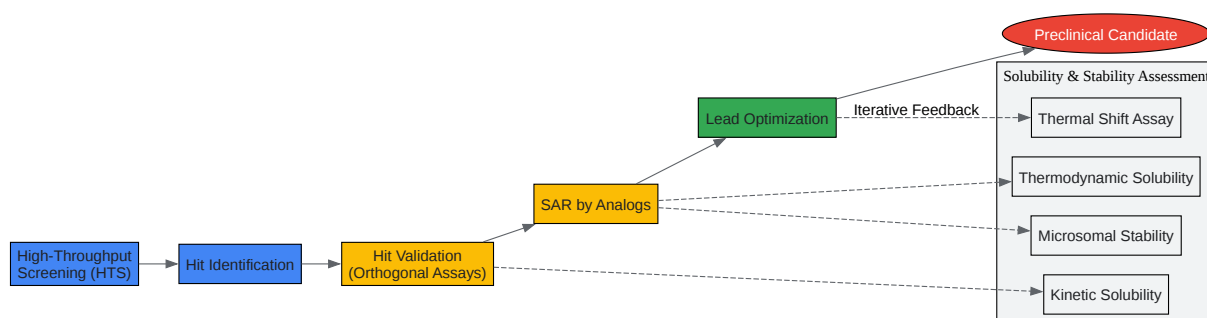 Preclinical Candidate
Solubility & Stability Assessment
Lead Optimization
Iterative Feedback
Thermal Shift Assay
Thermodynamic Solubility
SAR by Analogs
Microsomal Stability
High-Throughput
Screening (HTS)
Hit Identification
Hit Validation
(Orthogonal Assays)
Kinetic Solubility